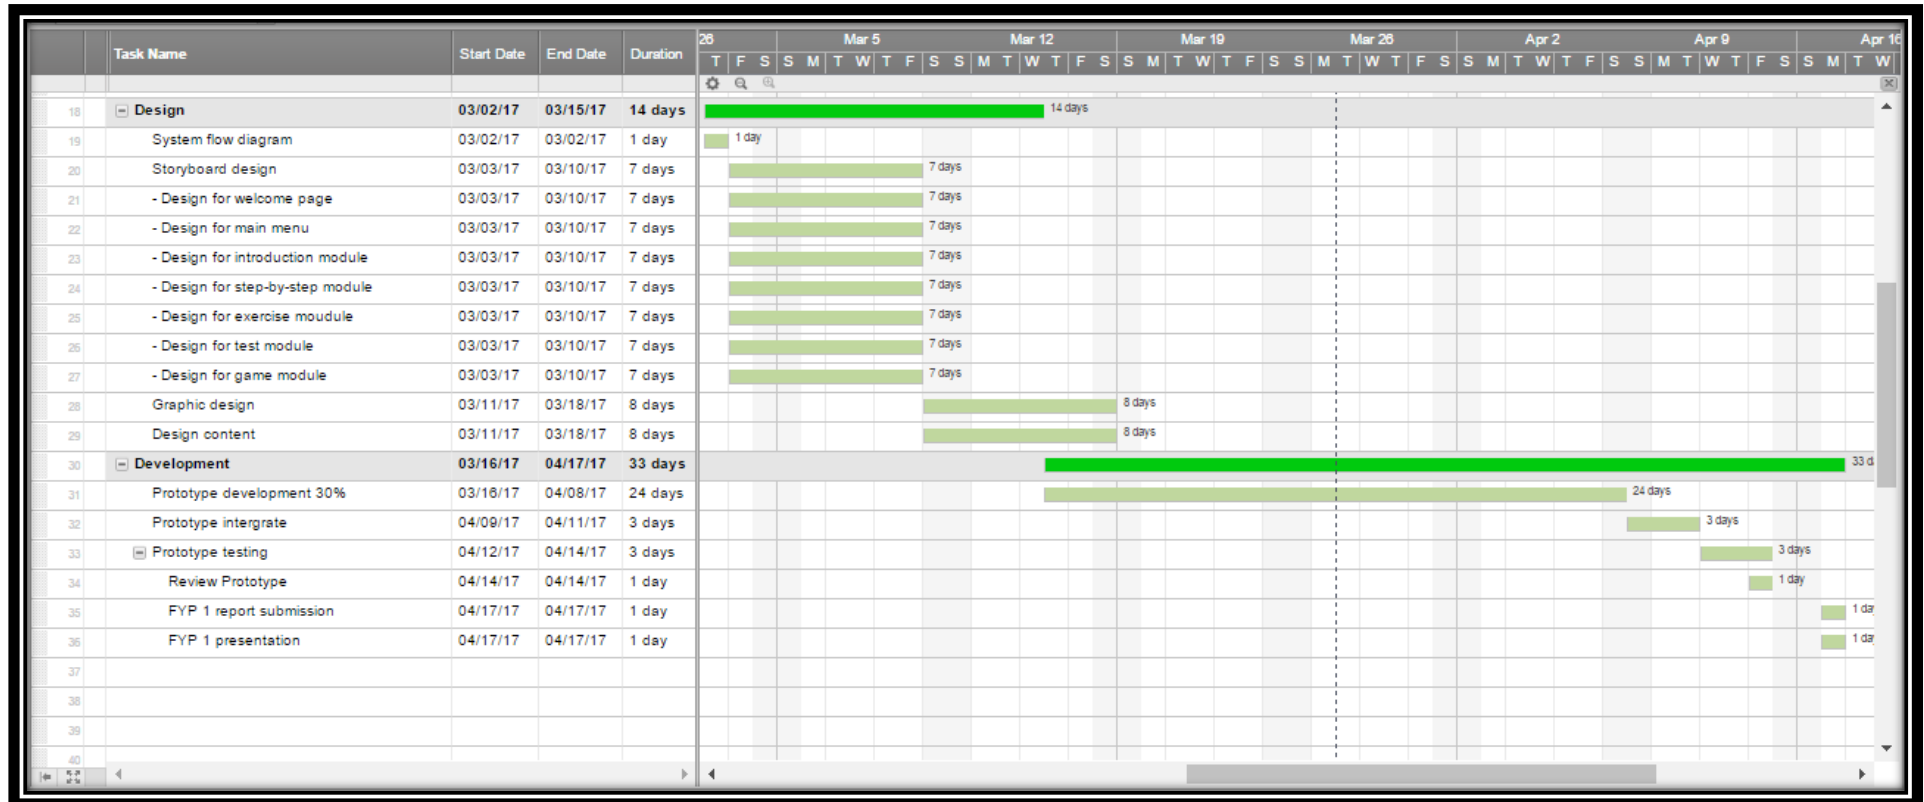 Task Name Start Date End Date Duration
26 Mar 5 Mar 12 Mar 19 Mar 26 Apr 2 Apr 9 Apr 16
T F S S M T W T F S S M T W T F S S M T W T F S S M T W T F S S M T W T F S S M T W T F S S M T W
18 Design 03/02/17 03/15/17 14 days 14 days
19 System flow diagram 03/02/17 03/02/17 1 day 1 day
20 Storyboard design 03/03/17 03/10/17 7 days 7 days
21 - Design for welcome page 03/03/17 03/10/17 7 days 7 days
22 - Design for main menu 03/03/17 03/10/17 7 days 7 days
23 - Design for introduction module 03/03/17 03/10/17 7 days 7 days
24 - Design for step-by-step module 03/03/17 03/10/17 7 days 7 days
25 - Design for exercise moudule 03/03/17 03/10/17 7 days 7 days
26 - Design for test module 03/03/17 03/10/17 7 days 7 days
27 - Design for game module 03/03/17 03/10/17 7 days 7 days
28 Graphic design 03/11/17 03/18/17 8 days 8 days
29 Design content 03/11/17 03/18/17 8 days 8 days
30 Development 03/16/17 04/17/17 33 days 33 d
31 Prototype development 30% 03/16/17 04/08/17 24 days 24 days
32 Prototype intergrate 04/09/17 04/11/17 3 days 3 days
33 Prototype testing 04/12/17 04/14/17 3 days 3 days
34 Review Prototype 04/14/17 04/14/17 1 day 1 day
35 FYP 1 report submission 04/17/17 04/17/17 1 day 1 da
36 FYP 1 presentation 04/17/17 04/17/17 1 day 1 da
37
38
39
40